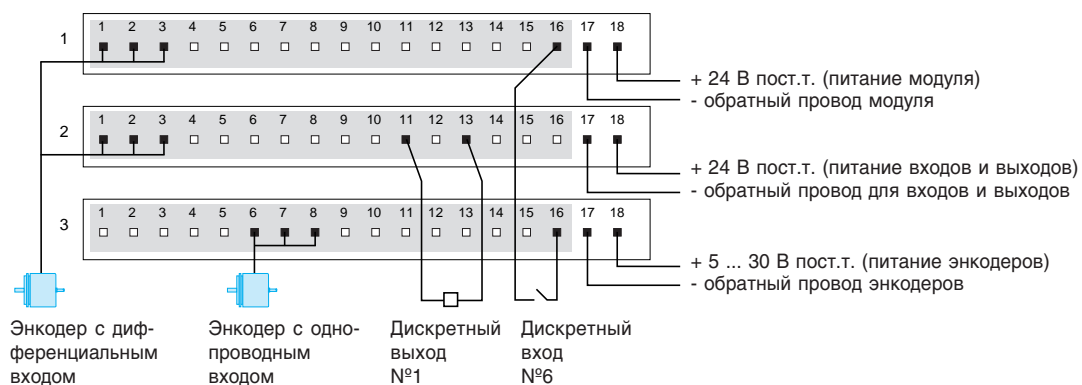 1 2 3 4 5 6 7 8 9 10 11 12 13 14 15 16 17 18
1
+ 24 В пост.т. (питание модуля)
- обратный провод модуля
1 2 3 4 5 6 7 8 9 10 11 12 13 14 15 16 17 18
2
+ 24 В пост.т. (питание входов и выходов)
- обратный провод для входов и выходов
1 2 3 4 5 6 7 8 9 10 11 12 13 14 15 16 17 18
3
+ 5 ... 30 В пост.т. (питание энкодеров)
- обратный провод энкодеров
Энкодер с диф-
ференциальным
входом
Энкодер с одно-
проводным
входом
Дискретный
выход
№1
Дискретный
вход
№6